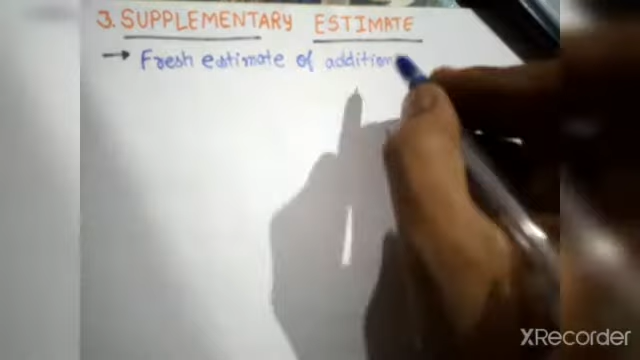 3. SUPPLEMENTARY ESTIMATE
→ Fresh estimate of addition
XRecorder